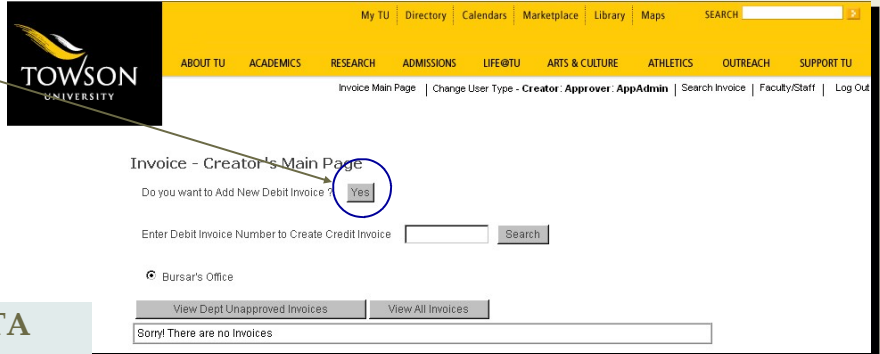 My TU Directory Calendars Marketplace Library Maps SEARCH
TOWSON
UNIVERSITY
ABOUT TU ACADEMICS RESEARCH ADMISSIONS LIFE@TU ARTS & CULTURE ATHLETICS OUTREACH SUPPORT TU
Invoice Main Page | Change User Type - Creator: Approver: AppAdmin | Search Invoice | Faculty/Staff | Log Out
Invoice - Creator's Main Page
Do you want to Add New Debit Invoice ? Yes
Enter Debit Invoice Number to Create Credit Invoice Search
Bursar's Office
View Dept Unapproved Invoices View All Invoices
Sorry! There are no Invoices
TA